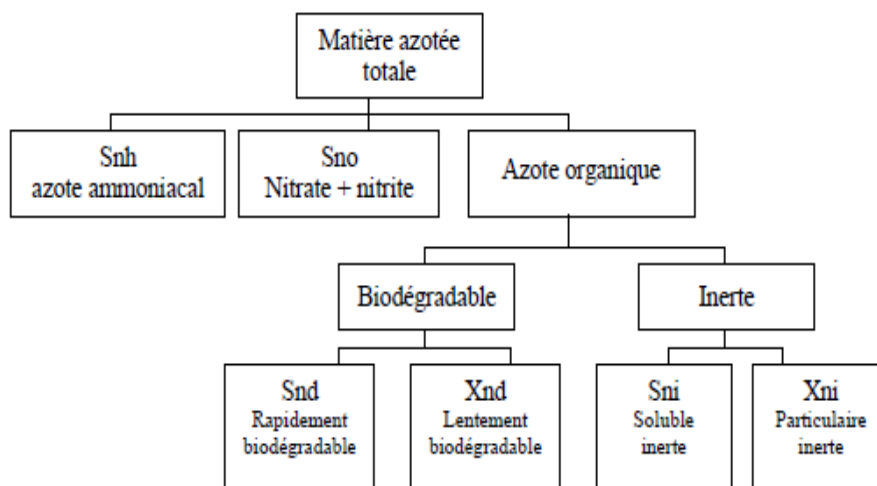 Matière azotée
totale
Snh
azote ammoniacal
Sno
Nitrate + nitrite
Azote organique
Biodégradable
Inerte
Snd
Rapidement
biodégradable
Xnd
Lentement
biodégradable
Sni
Soluble
inerte
Xni
Particulaire
inerte